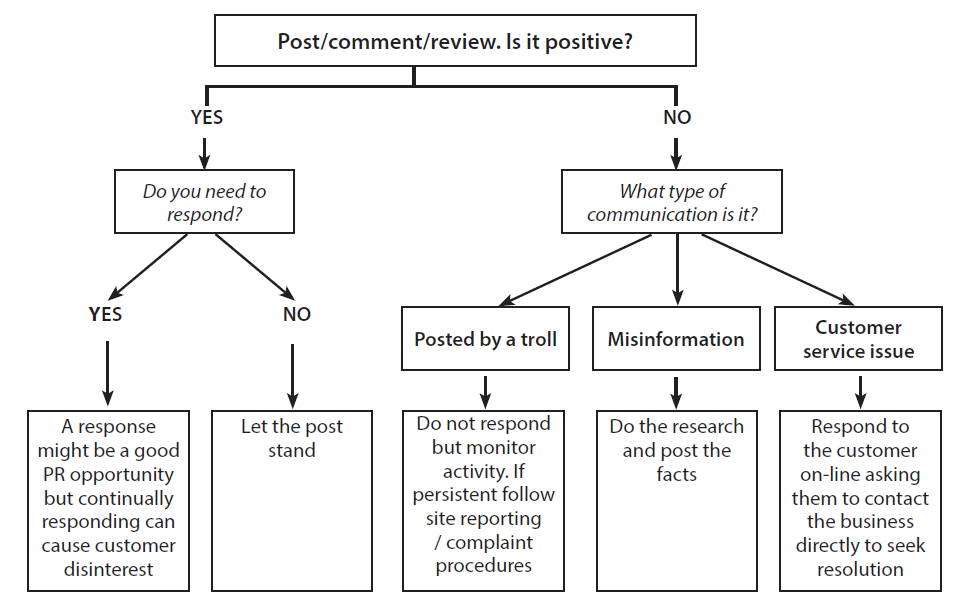 Post/comment/review. Is it positive?
YES
NO
Do you need to
respond?
What type of
communication is it?
YES
NO
Posted by a troll
Misinformation
Customer
service issue
A response
might be a good
PR opportunity
but continually
responding can
cause customer
disinterest
Let the post
stand
Do not respond
but monitor
activity. If
persistent follow
site reporting
/ complaint
procedures
Do the research
and post the
facts
Respond to
the customer
on-line asking
them to contact
the business
directly to seek
resolution